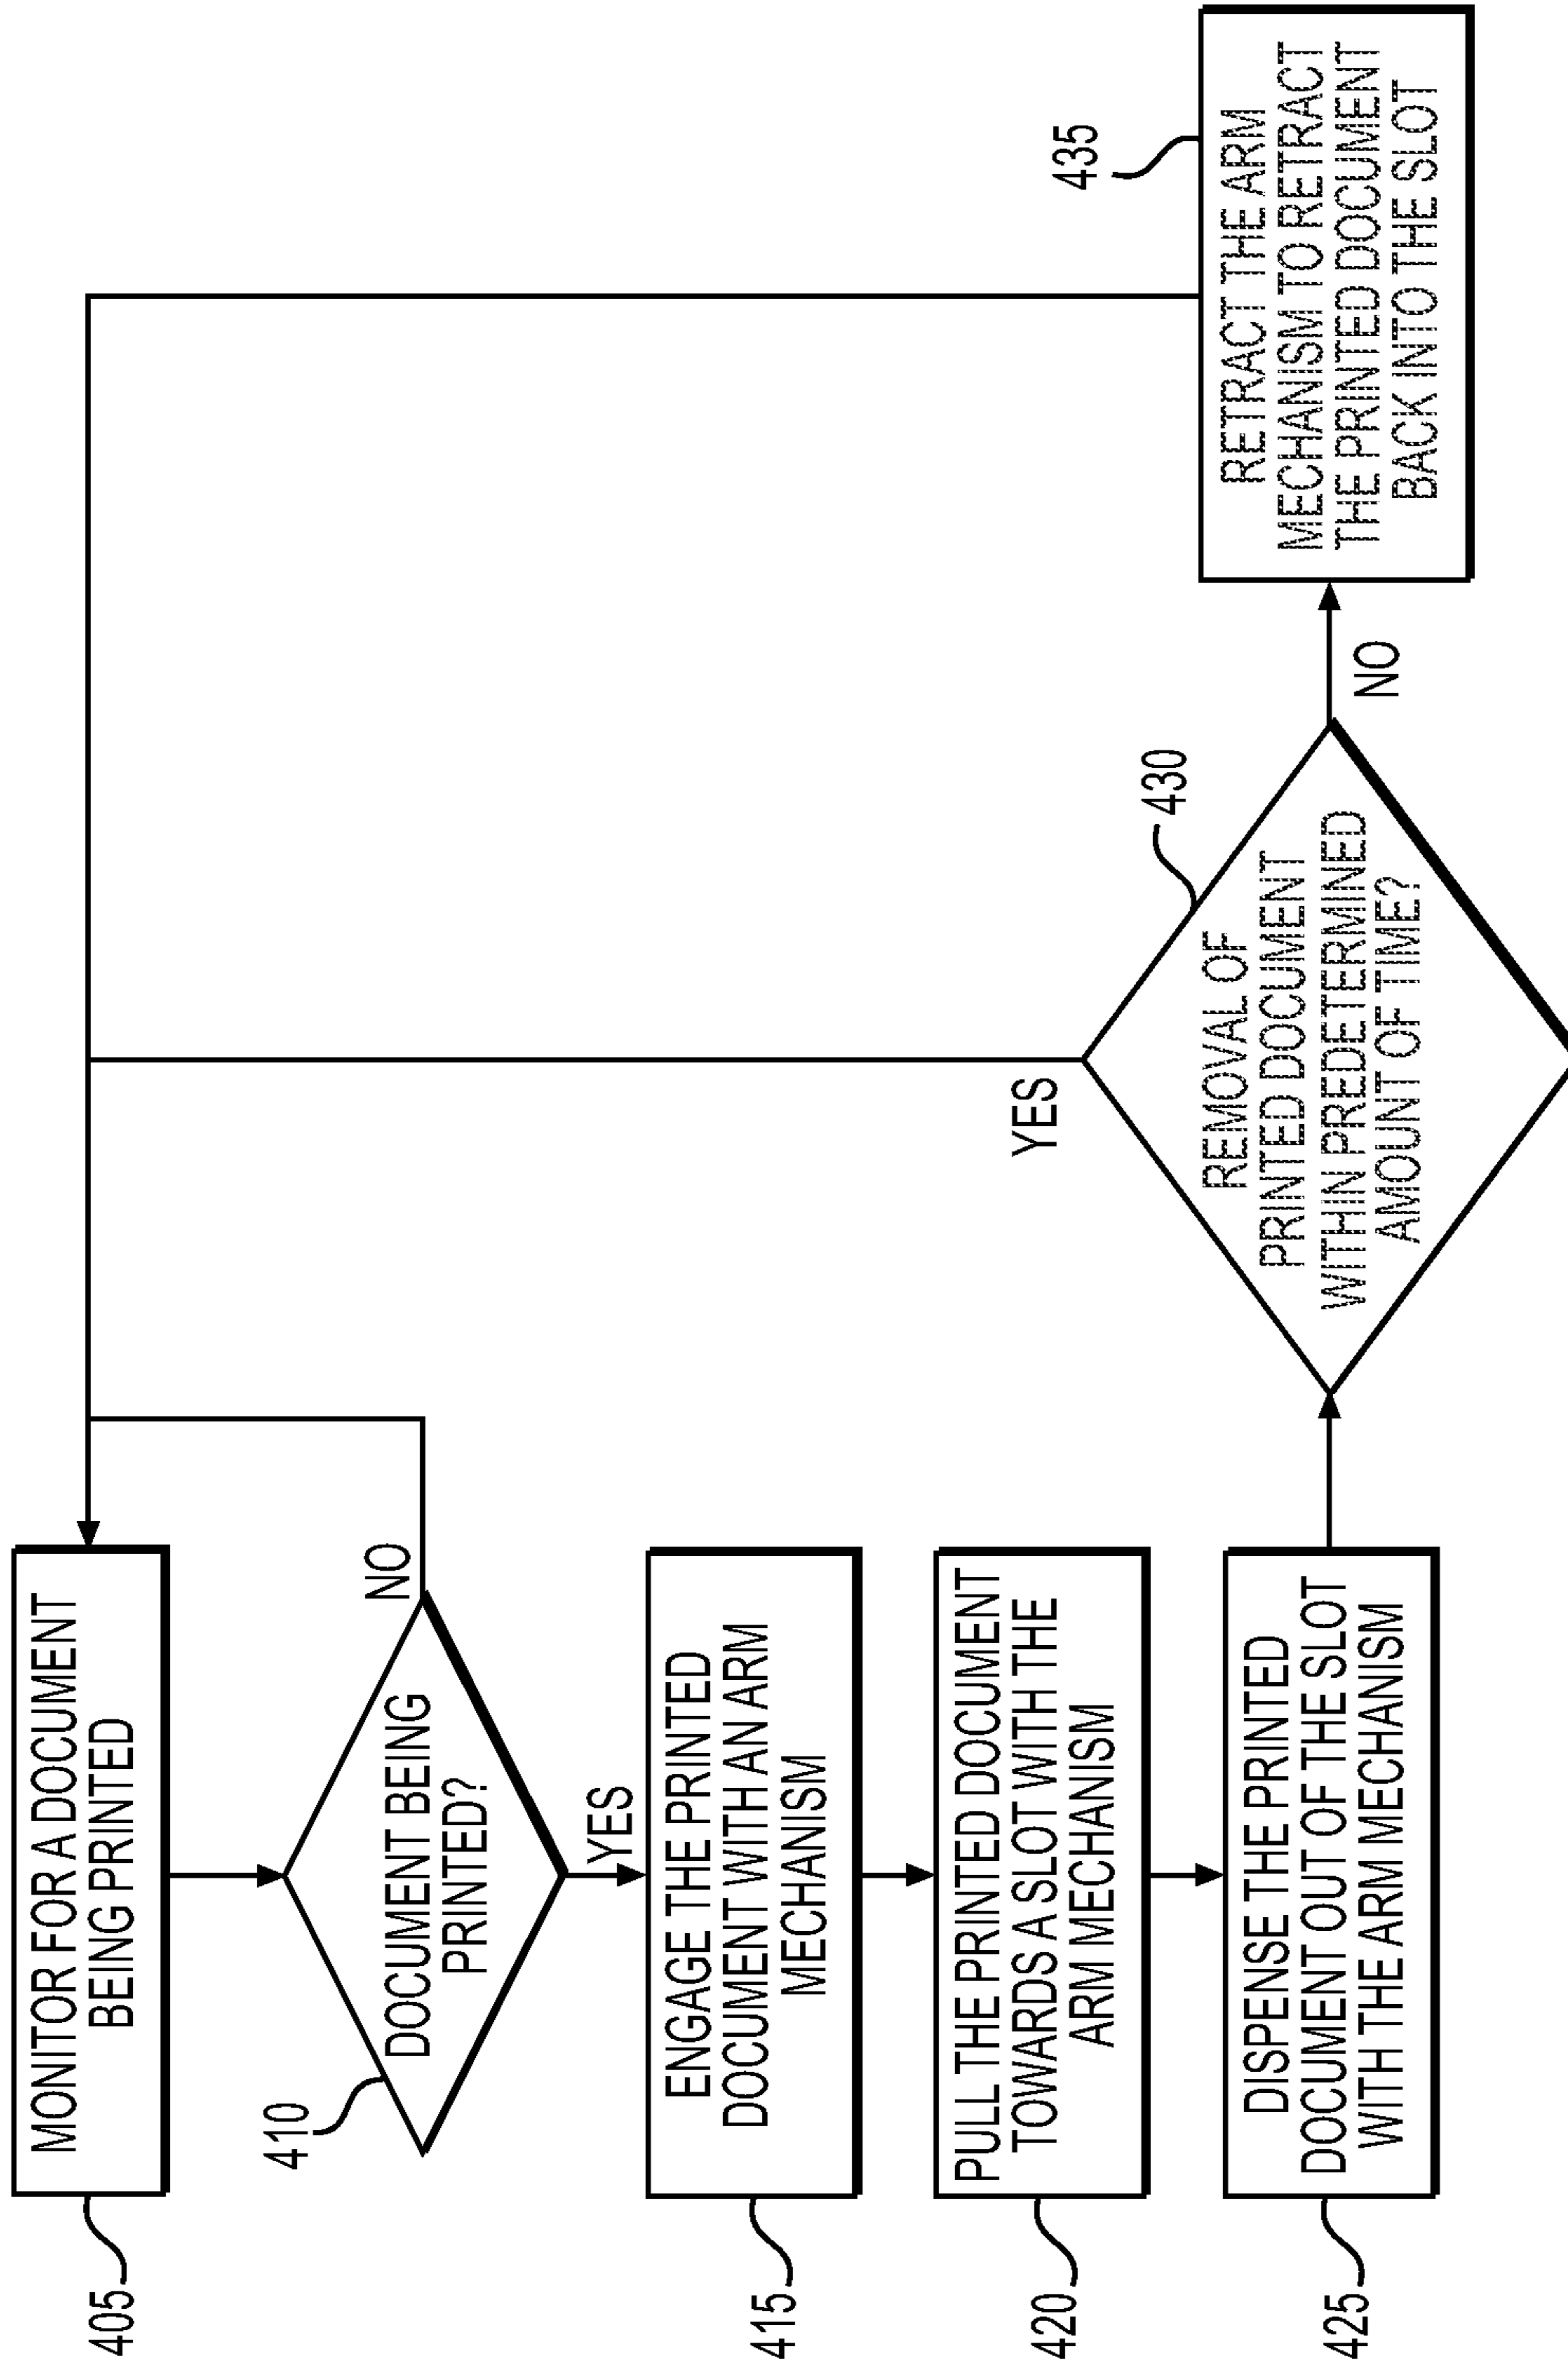 405
MONITOR FOR A DOCUMENT
BEING PRINTED
410
DOCUMENT BEING
PRINTED?
NO
YES
415
ENGAGE THE PRINTED
DOCUMENT WITH AN ARM
MECHANISM
420
PULL THE PRINTED DOCUMENT
TOWARDS A SLOT WITH THE
ARM MECHANISM
425
DISPENSE THE PRINTED
DOCUMENT OUT OF THE SLOT
WITH THE ARM MECHANISM
430
REMOVAL OF
PRINTED DOCUMENT
WITHIN PREDETERMINED
AMOUNT OF TIME?
YES
NO
435
RETRACT THE ARM
MECHANISM TO RETRACT
THE PRINTED DOCUMENT
BACK INTO THE SLOT